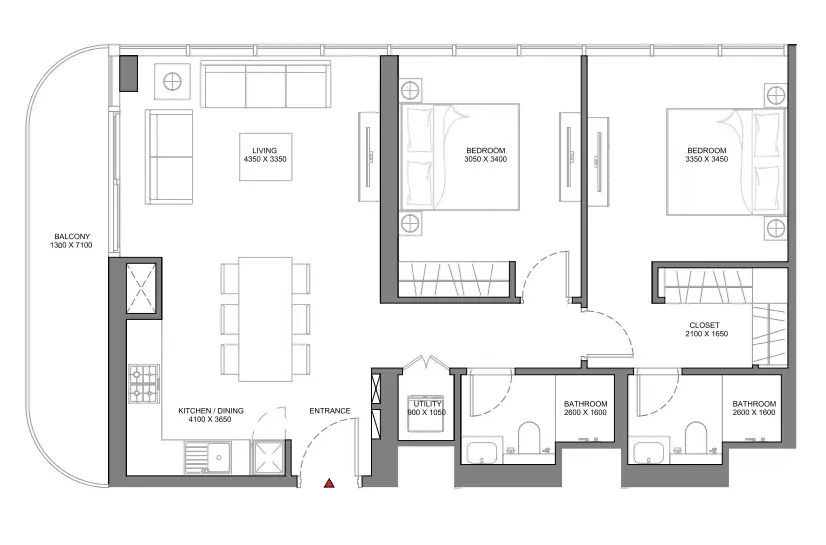 LIVING
4350 X 3350
BEDROOM
3050 X 3400
BEDROOM
3350 X 3450
BALCONY
1300 X 7100
CLOSET
2100 X 1650
KITCHEN / DINING
4100 X 3650
ENTRANCE
UTILITY
900 X 1050
BATHROOM
2600 X 1600
BATHROOM
2600 X 1600